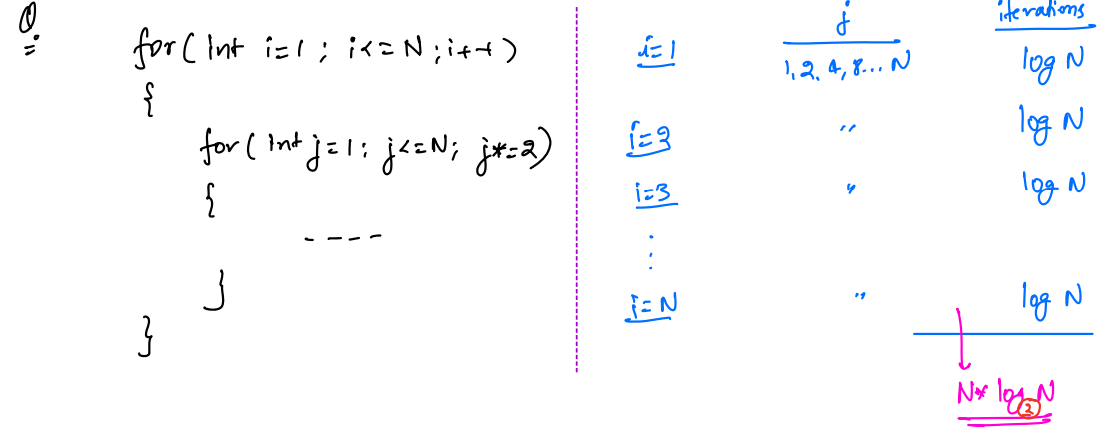 Q
for( int i=1 ; i<=N ; i++)
{
for( int j=1; j<=N; j*=2)
{
----
}
}
j iterations
i=1 1, 2, 4, 8... N log N
i=2 " log N
i=3 " log N
⋮
i=N " log N
N* log₂N